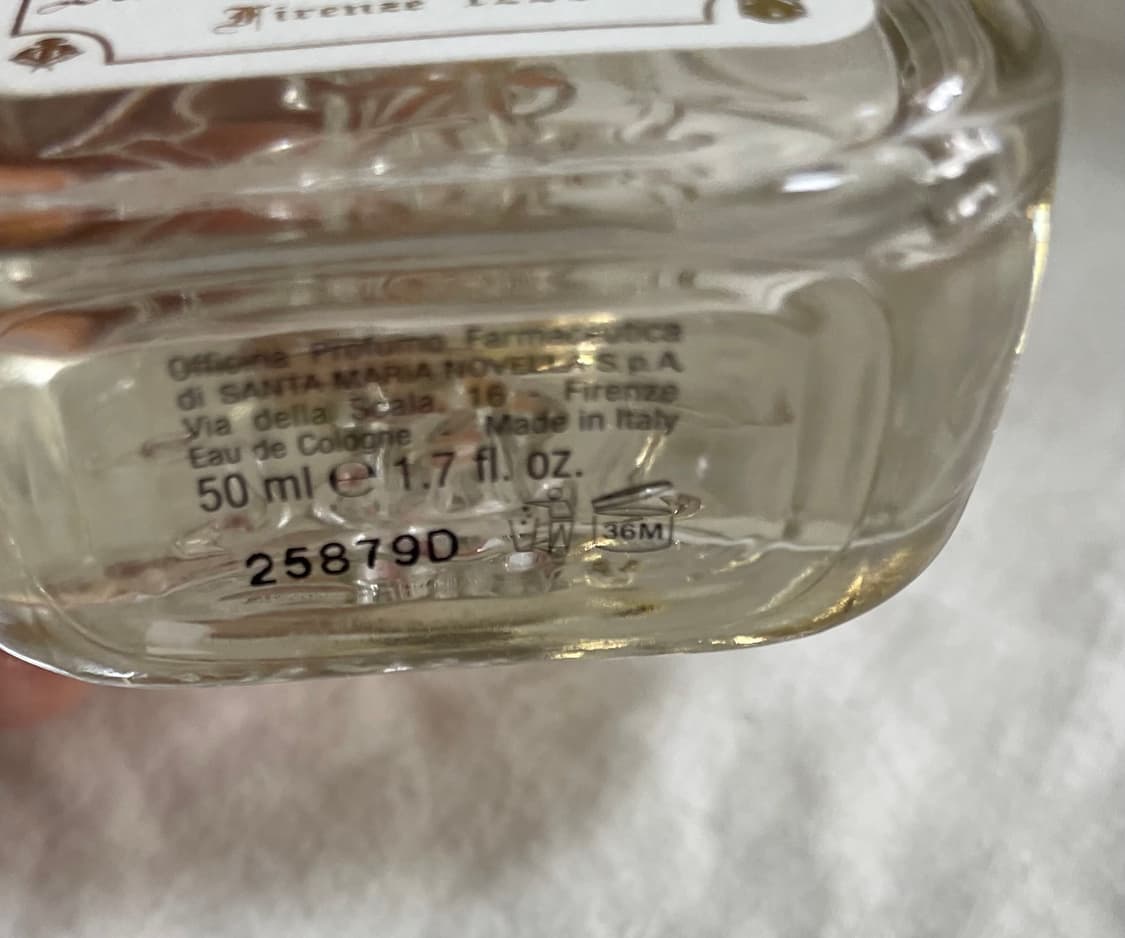 Firenze
Officina Profumo Farmaceutica
di SANTA MARIA NOVELLA S.p.A.
Via della Scala, 16 - Firenze
Eau de Cologne - Made in Italy
50 ml ℮ 1.7 fl. oz.
25879D
36M